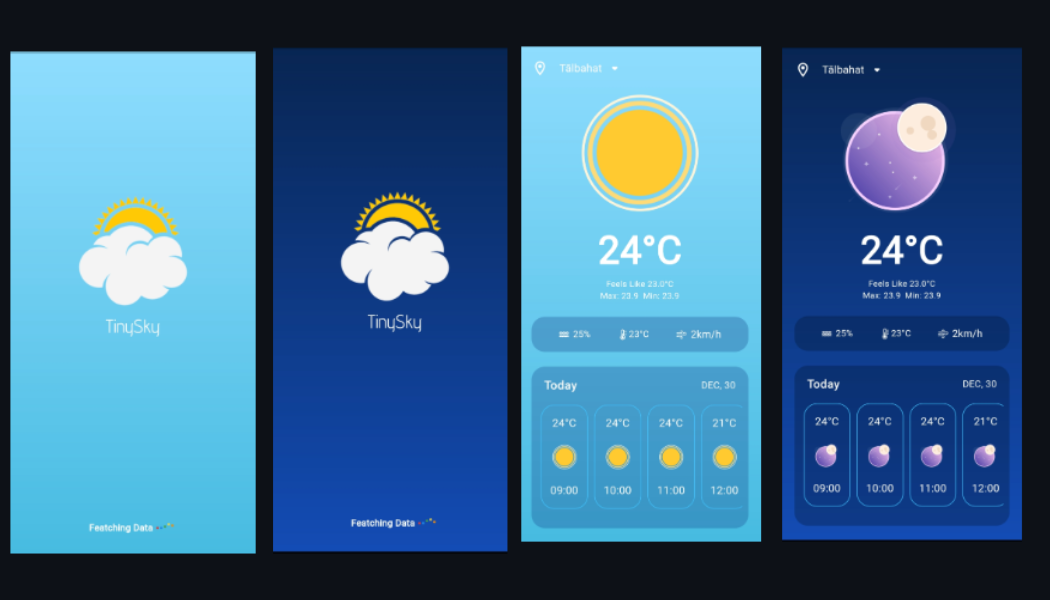 TinySky
Featching Data
TinySky
Featching Data
Tālbahat
24°C
Feels Like 23.0°C
Max: 23.9 Min: 23.9
25% 23°C 2km/h
Today DEC, 30
24°C 24°C 24°C 21°C
09:00 10:00 11:00 12:00
Tālbahat
24°C
Feels Like 23.0°C
Max: 23.9 Min: 23.9
25% 23°C 2km/h
Today DEC, 30
24°C 24°C 24°C 21°C
09:00 10:00 11:00 12:00